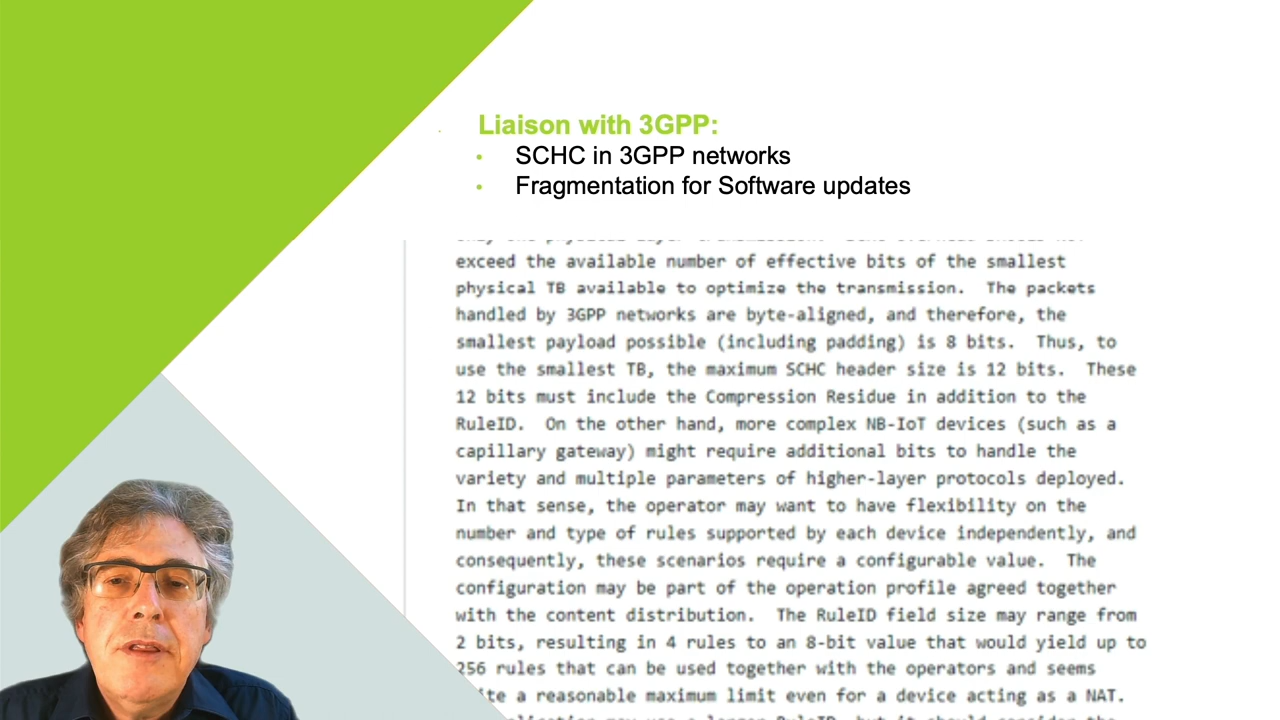 Liaison with 3GPP:
SCHC in 3GPP networks
Fragmentation for Software updates
exceed the available number of effective bits of the smallest
physical TB available to optimize the transmission. The packets
handled by 3GPP networks are byte-aligned, and therefore, the
smallest payload possible (including padding) is 8 bits. Thus, to
use the smallest TB, the maximum SCHC header size is 12 bits. These
12 bits must include the Compression Residue in addition to the
RuleID. On the other hand, more complex NB-IoT devices (such as a
capillary gateway) might require additional bits to handle the
variety and multiple parameters of higher-layer protocols deployed.
In that sense, the operator may want to have flexibility on the
number and type of rules supported by each device independently, and
consequently, these scenarios require a configurable value. The
configuration may be part of the operation profile agreed together
with the content distribution. The RuleID field size may range from
2 bits, resulting in 4 rules to an 8-bit value that would yield up to
256 rules that can be used together with the operators and seems
a reasonable maximum limit even for a device acting as a NAT.